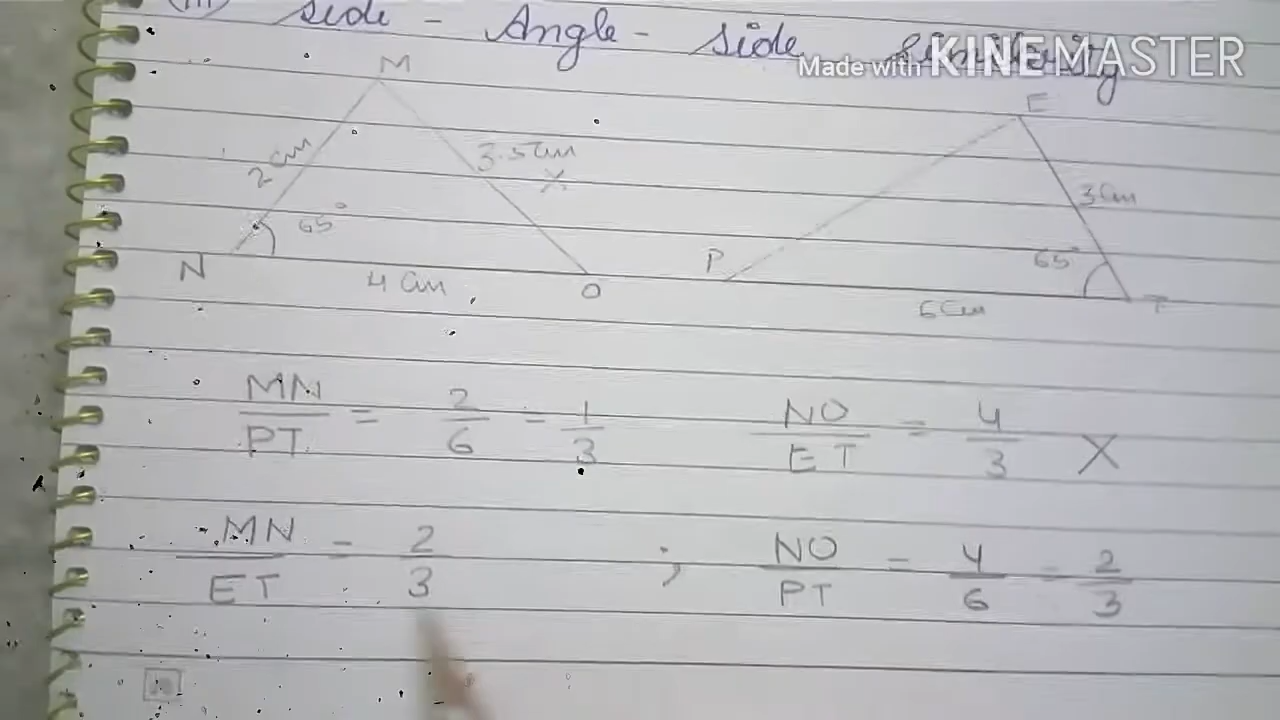 (iii) Side - Angle - Side Similarity
Made with KINEMASTER
M
E
2 cm
3.5 cm
X
3 cm
65°
65°
N
4 cm
O
P
6 cm
T
MN/PT = 2/6 = 1/3 NO/ET = 4/3 X
MN/ET = 2/3 ; NO/PT = 4/6 = 2/3